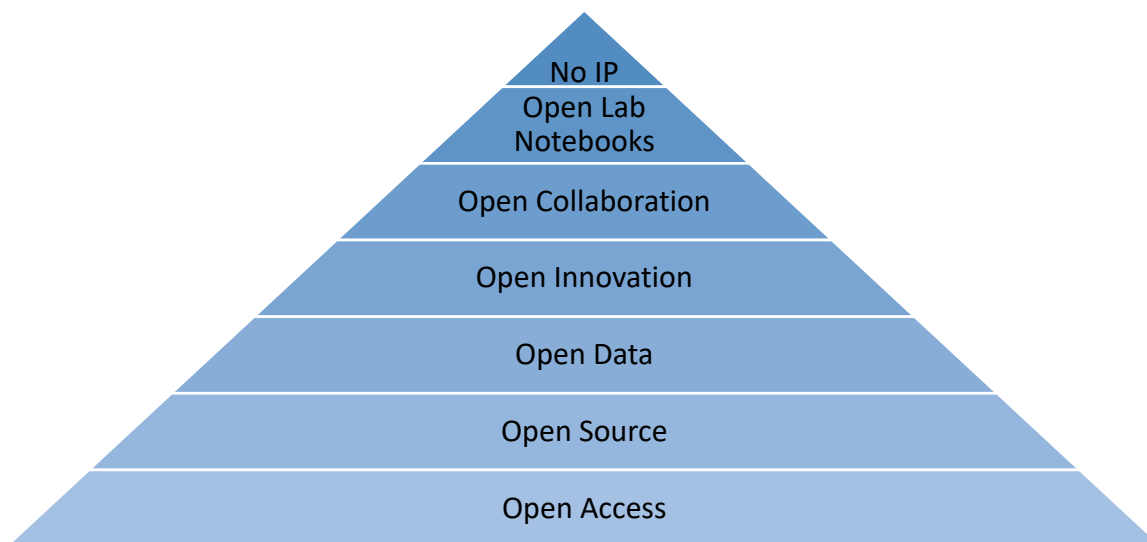 No IP
Open Lab
Notebooks
Open Collaboration
Open Innovation
Open Data
Open Source
Open Access